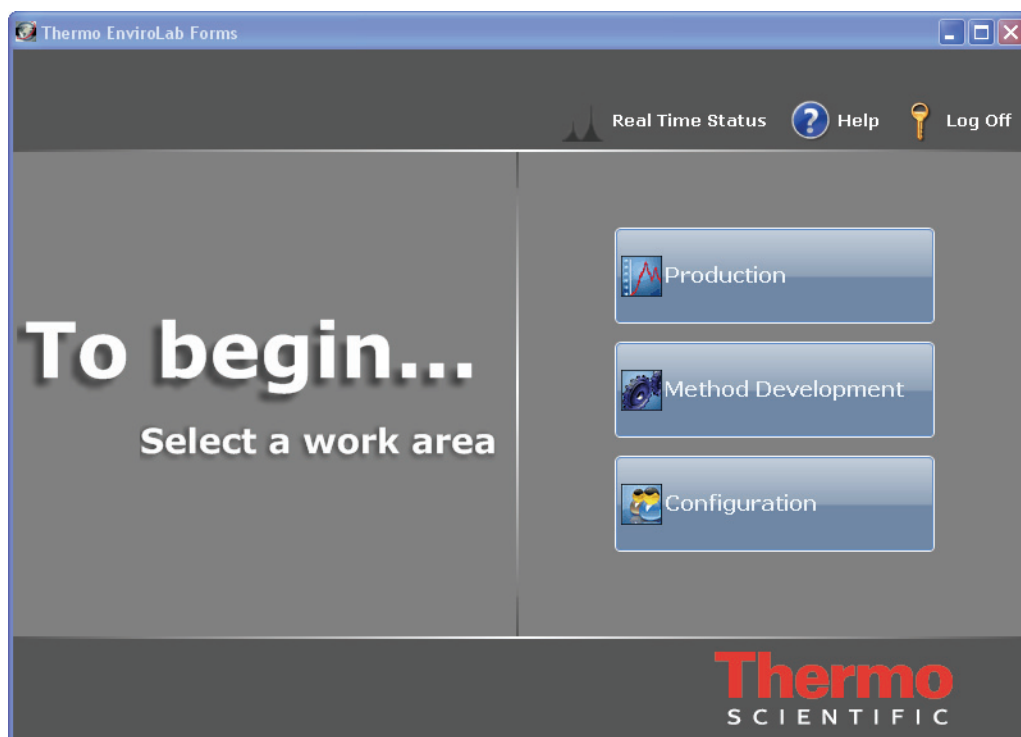 Thermo EnviroLab Forms
Real Time Status
Help
Log Off
To begin...
Select a work area
Production
Method Development
Configuration
Thermo
SCIENTIFIC